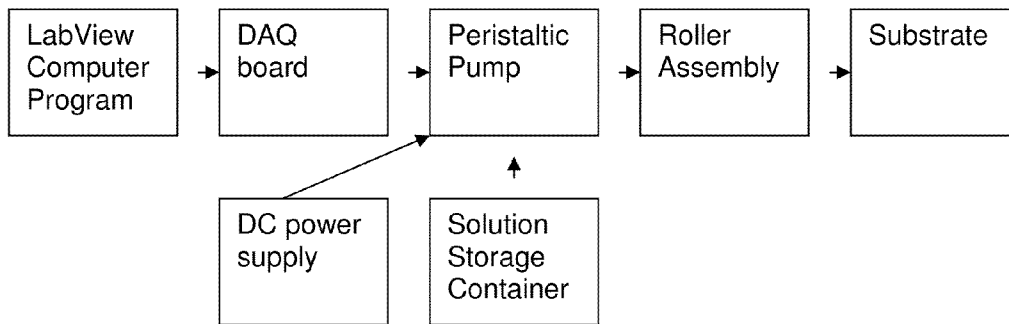 LabView
Computer
Program
DAQ
board
Peristaltic
Pump
Roller
Assembly
Substrate
DC power
supply
Solution
Storage
Container